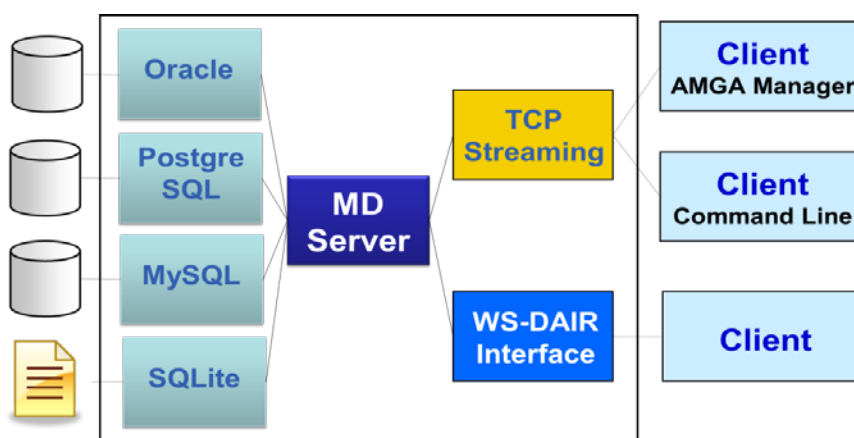 Oracle
Postgre
SQL
MySQL
SQLite
MD
Server
TCP
Streaming
WS-DAIR
Interface
Client
AMGA Manager
Client
Command Line
Client